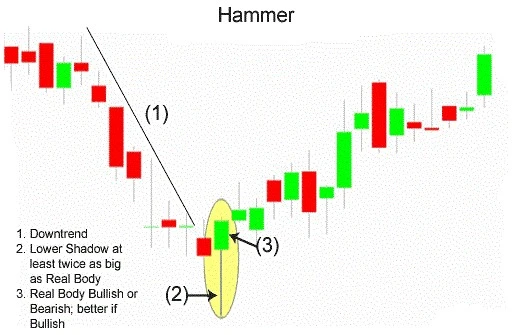 Hammer
(1)
1. Downtrend
2. Lower Shadow at
least twice as big
as Real Body
3. Real Body Bullish or
Bearish; better if
Bullish
(3)
(2)